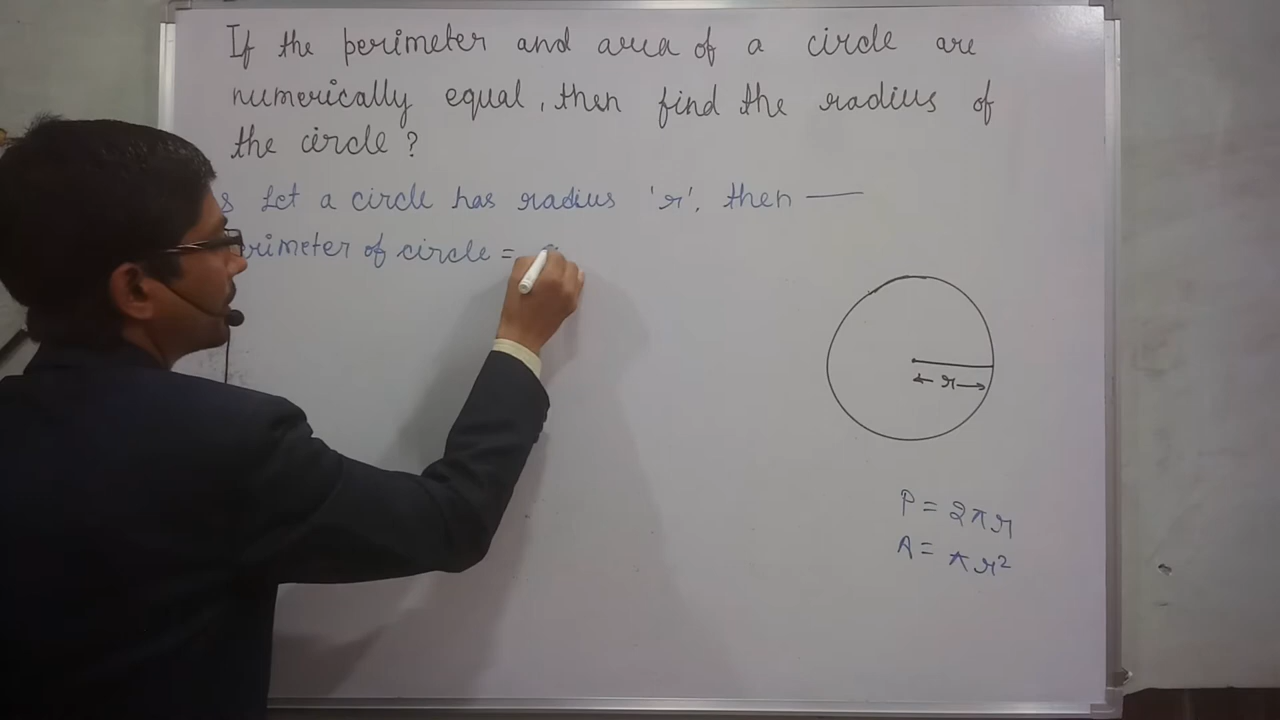 If the perimeter and area of a circle are
numerically equal, then find the radius of
the circle ?
Let a circle has radius 'r', then —
of circle =
r
P = 2πr
A = πr²